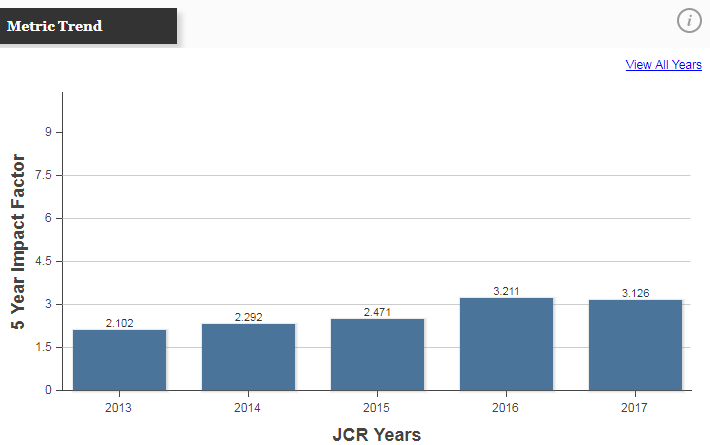 Metric Trend
i
View All Years
5 Year Impact Factor
9
7.5
6
4.5
3
1.5
0
2.102
2.292
2.471
3.211
3.126
2013 2014 2015 2016 2017
JCR Years